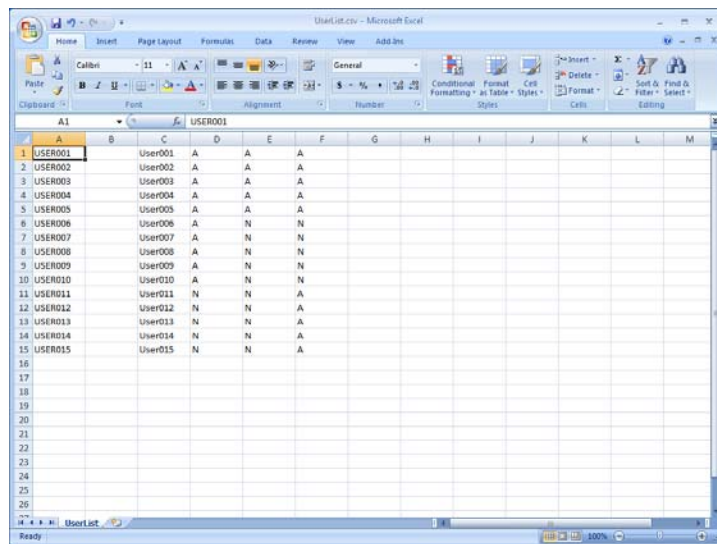 UserList.csv - Microsoft Excel
Home Insert Page Layout Formulas Data Review View Add-Ins
Paste
Calibri 11 A A General
B I U A $ % ,
Conditional Formatting Format as Table Cell Styles
Insert
Delete
Format
Σ
Sort & Filter Find & Select
Clipboard Font Alignment Number Styles Cells Editing
A1 fx USER001
A B C D E F G H I J K L M
1 USER001 User001 A A A
2 USER002 User002 A A A
3 USER003 User003 A A A
4 USER004 User004 A A A
5 USER005 User005 A A A
6 USER006 User006 A N N
7 USER007 User007 A N N
8 USER008 User008 A N N
9 USER009 User009 A N N
10 USER010 User010 A N N
11 USER011 User011 N N A
12 USER012 User012 N N A
13 USER013 User013 N N A
14 USER014 User014 N N A
15 USER015 User015 N N A
16
17
18
19
20
21
22
23
24
25
26
UserList
Ready 100%